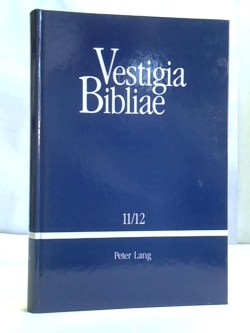 Vestigia
Bibliae
11/12
Peter Lang